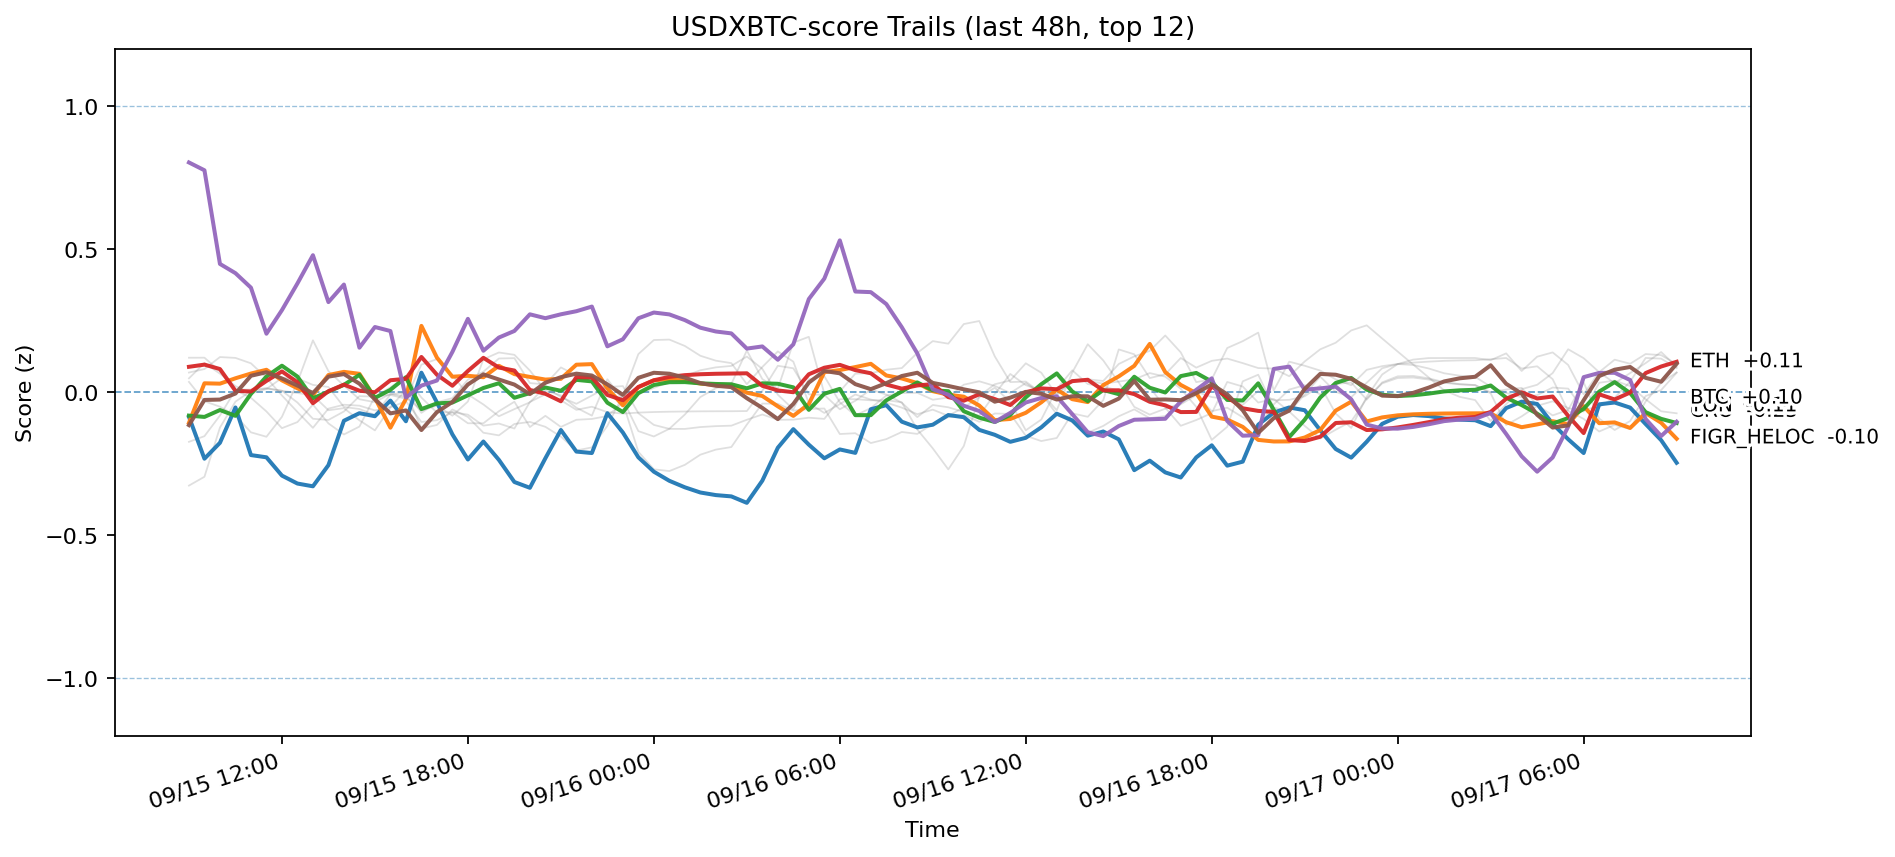 USDXBTC-score Trails (last 48h, top 12)
Score (z)
1.0
0.5
0.0
−0.5
−1.0
ETH +0.11
BTC +0.10
FIGR_HELOC -0.10
09/15 12:00
09/15 18:00
09/16 00:00
09/16 06:00
09/16 12:00
09/16 18:00
09/17 00:00
09/17 06:00
Time